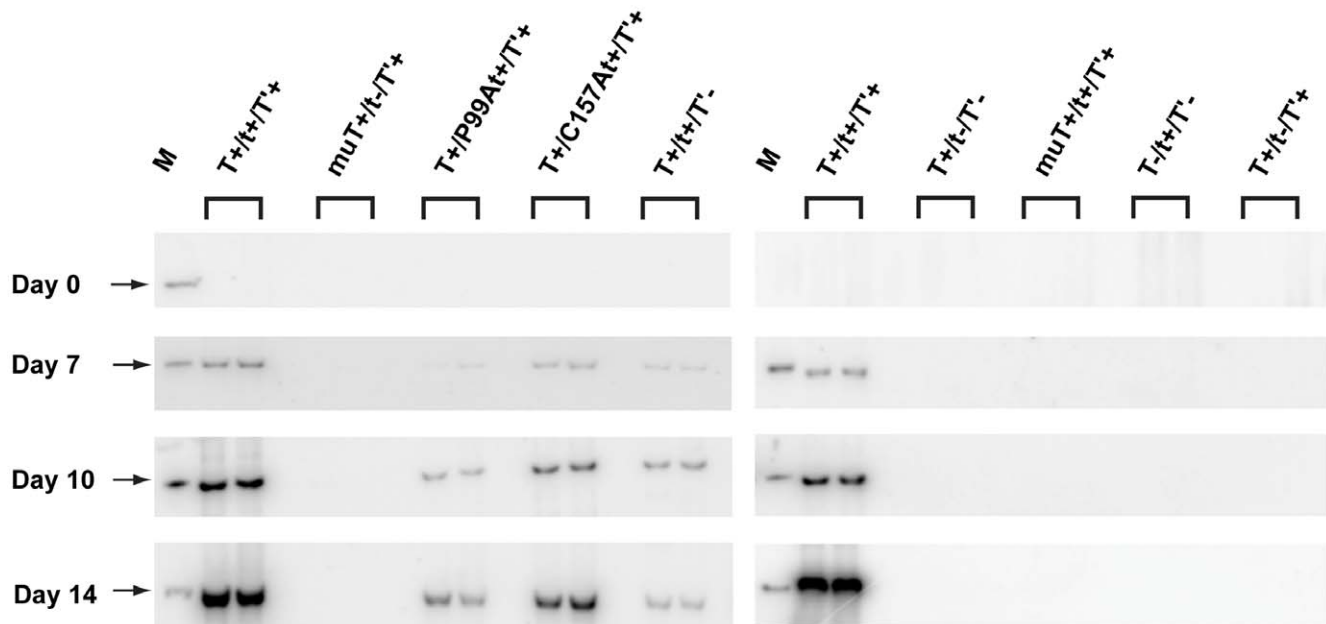 M
T+/t+/T'+
muT+/t-/T'+
T+/P99At+/T'+
T+/C157At+/T'+
T+/t+/T'-
M
T+/t+/T'+
T+/t-/T'-
muT+/t+/T'+
T-/t+/T'-
T+/t-/T'+
Day 0
Day 7
Day 10
Day 14